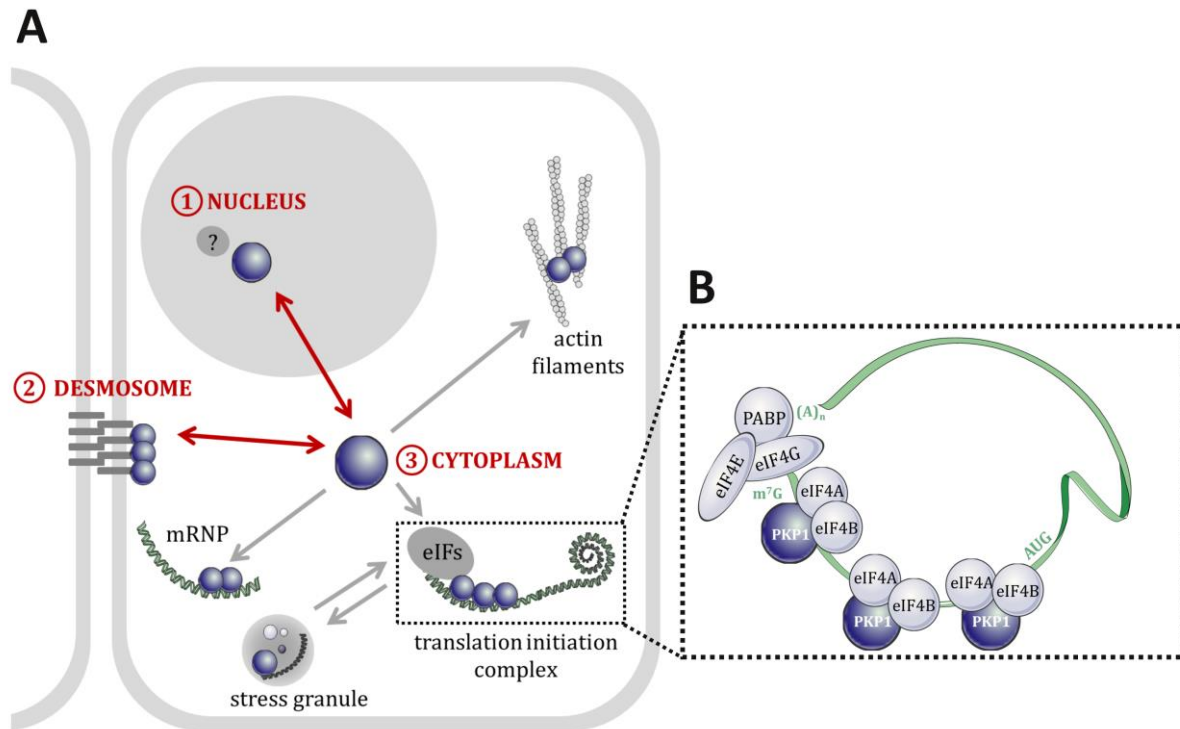 A
① NUCLEUS
?
② DESMOSOME
③ CYTOPLASM
actin
filaments
mRNP
eIFs
translation initiation
complex
stress granule
B
PABP
(A)n
eIF4E
eIF4G
m⁷G
eIF4A
eIF4B
PKP1
eIF4A
eIF4B
PKP1
eIF4A
eIF4B
PKP1
AUG